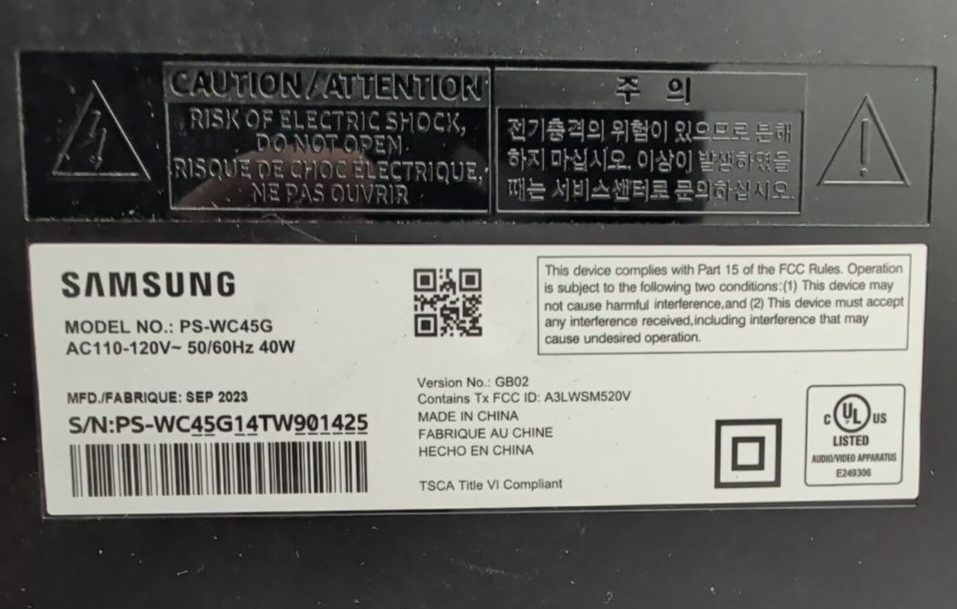 CAUTION/ATTENTION
RISK OF ELECTRIC SHOCK,
DO NOT OPEN
RISQUE DE CHOC ÉLECTRIQUE,
NE PAS OUVRIR
주 의
전기충격의 위험이 있으므로 분해
하지 마십시오. 이상이 발생하였을
때는 서비스센터로 문의하십시오.
SAMSUNG
MODEL NO.: PS-WC45G
AC110-120V~ 50/60Hz 40W
MFD./FABRIQUE: SEP 2023
S/N:PS-WC45G14TW901425
This device complies with Part 15 of the FCC Rules. Operation
is subject to the following two conditions:(1) This device may
not cause harmful interference,and (2) This device must accept
any interference received,including interference that may
cause undesired operation.
Version No.: GB02
Contains Tx FCC ID: A3LWSM520V
MADE IN CHINA
FABRIQUE AU CHINE
HECHO EN CHINA
TSCA Title VI Compliant
C UL US
LISTED
AUDIO/VIDEO APPARATUS
E249306